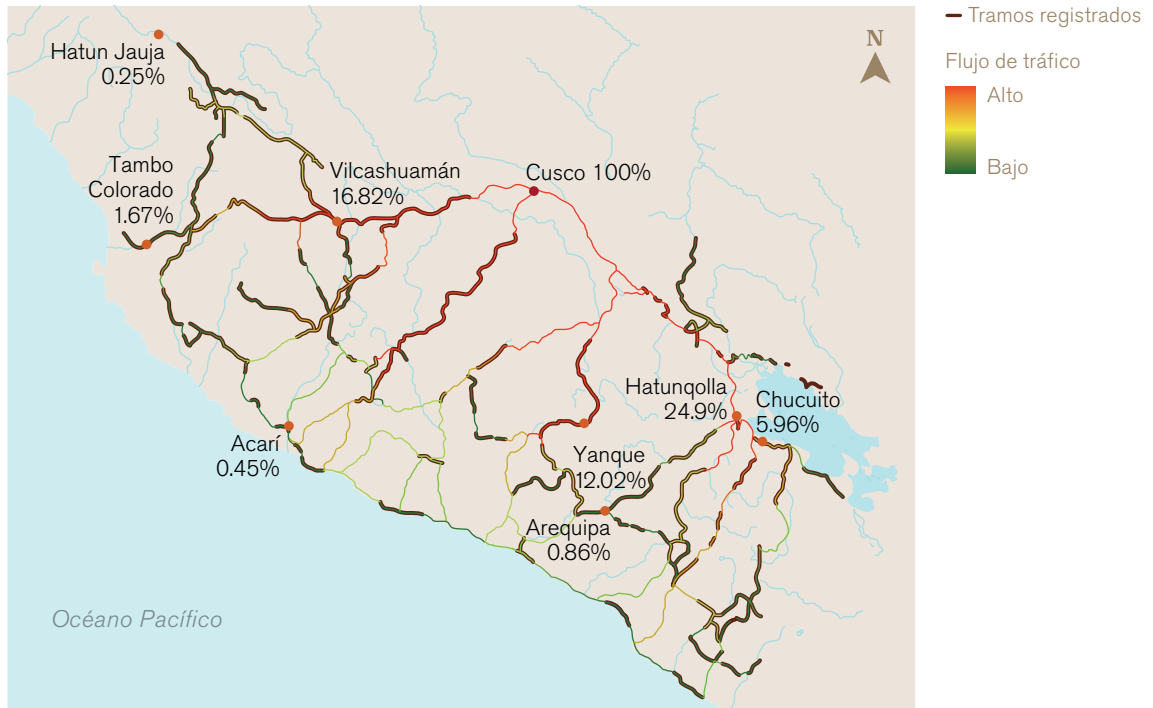 Hatun Jauja
0.25%
Tambo
Colorado
1.67%
Vilcashuamán
16.82%
Cusco 100%
Hatunqolla
24.9%
Chucuito
5.96%
Acarí
0.45%
Yanque
12.02%
Arequipa
0.86%
Océano Pacífico
N
Tramos registrados
Flujo de tráfico
Alto
Bajo